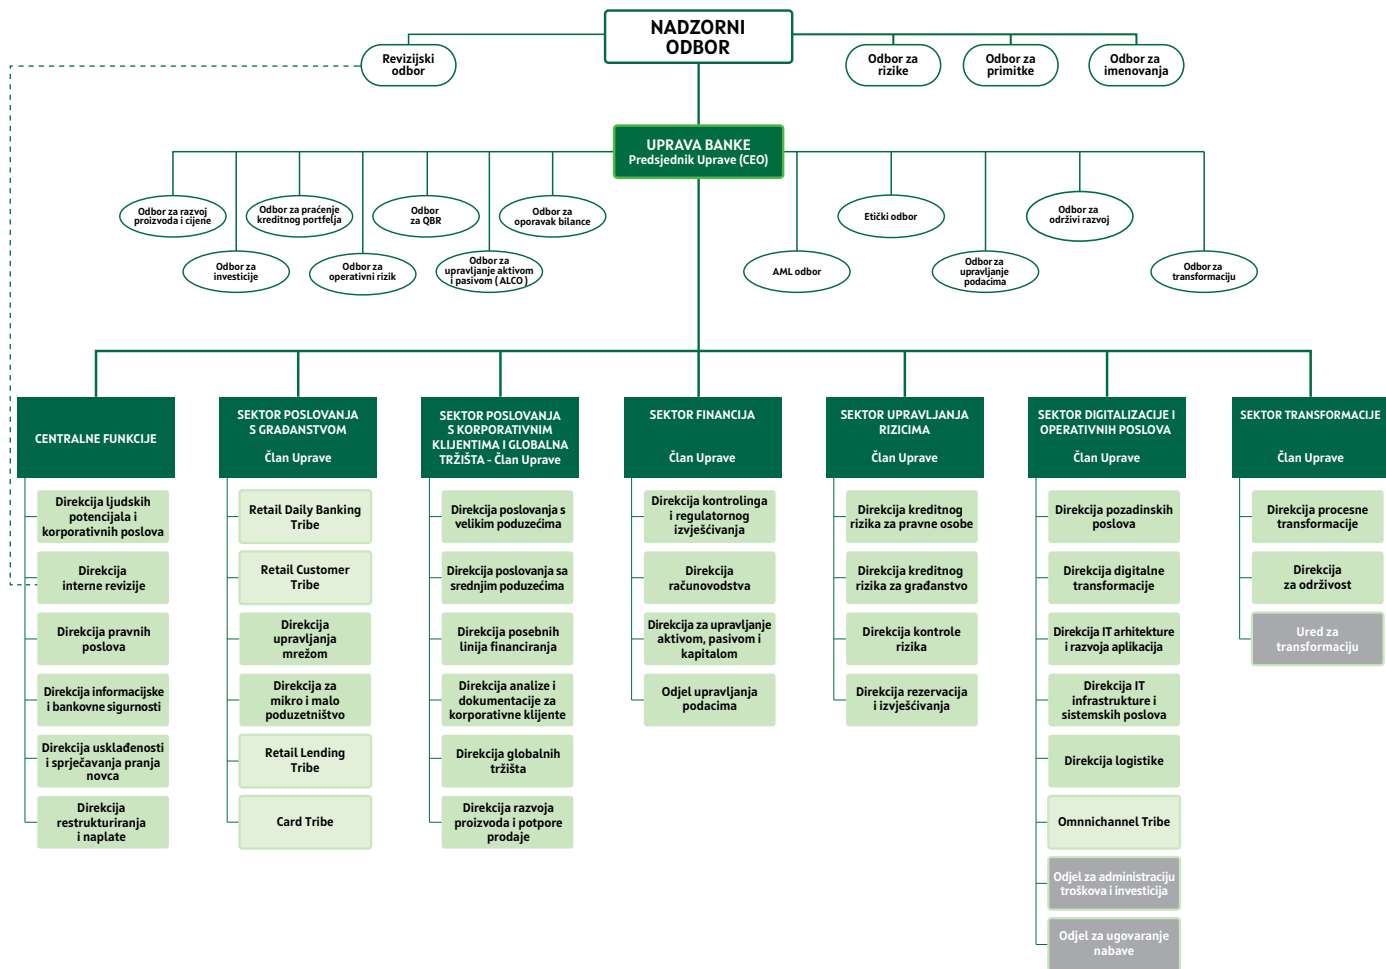 NADZORNI
ODBOR
Revizijski
odbor
Odbor za
rizike
Odbor za
primitke
Odbor za
imenovanja
UPRAVA BANKE
Predsjednik Uprave (CEO)
Odbor za razvoj
proizvoda i cijene
Odbor za praćenje
kreditnog portfelja
Odbor
za QBR
Odbor za
oporavak bilance
Etički odbor
Odbor za
održivi razvoj
Odbor za
investicije
Odbor za
operativni rizik
Odbor za
upravljanje aktivom
i pasivom ( ALCO )
AML odbor
Odbor za
upravljanje
podacima
Odbor za
transformaciju
CENTRALNE FUNKCIJE
Direkcija ljudskih
potencijala i
korporativnih poslova
Direkcija
interne revizije
Direkcija pravnih
poslova
Direkcija informacijske
i bankovne sigurnosti
Direkcija usklađenosti
i sprječavanja pranja
novca
Direkcija
restrukturiranja
i naplate
SEKTOR POSLOVANJA
S GRAĐANSTVOM
Član Uprave
Retail Daily Banking
Tribe
Retail Customer
Tribe
Direkcija
upravljanja
mrežom
Direkcija za
mikro i malo
poduzetništvo
Retail Lending
Tribe
Card Tribe
SEKTOR POSLOVANJA
S KORPORATIVNIM
KLIJENTIMA I GLOBALNA
TRŽIŠTA - Član Uprave
Direkcija poslovanja s
velikim poduzećima
Direkcija poslovanja sa
srednjim poduzećima
Direkcija posebnih
linija financiranja
Direkcija analize i
dokumentacije za
korporativne klijente
Direkcija globalnih
tržišta
Direkcija razvoja
proizvoda i potpore
prodaje
SEKTOR FINANCIJA
Član Uprave
Direkcija kontrolinga
i regulatornog
izvješćivanja
Direkcija
računovodstva
Direkcija za upravljanje
aktivom, pasivom i
kapitalom
Odjel upravljanja
podacima
SEKTOR UPRAVLJANJA
RIZICIMA
Član Uprave
Direkcija kreditnog
rizika za pravne osobe
Direkcija kreditnog
rizika za građanstvo
Direkcija kontrole
rizika
Direkcija rezervacija
i izvješćivanja
SEKTOR DIGITALIZACIJE I
OPERATIVNIH POSLOVA
Član Uprave
Direkcija pozadinskih
poslova
Direkcija digitalne
transformacije
Direkcija IT arhitekture
i razvoja aplikacija
Direkcija IT
infrastrukture i
sistemskih poslova
Direkcija logistike
Omnnichannel Tribe
Odjel za administraciju
troškova i investicija
Odjel za ugovaranje
nabave
SEKTOR TRANSFORMACIJE
Član Uprave
Direkcija procesne
transformacije
Direkcija
za održivost
Ured za
transformaciju